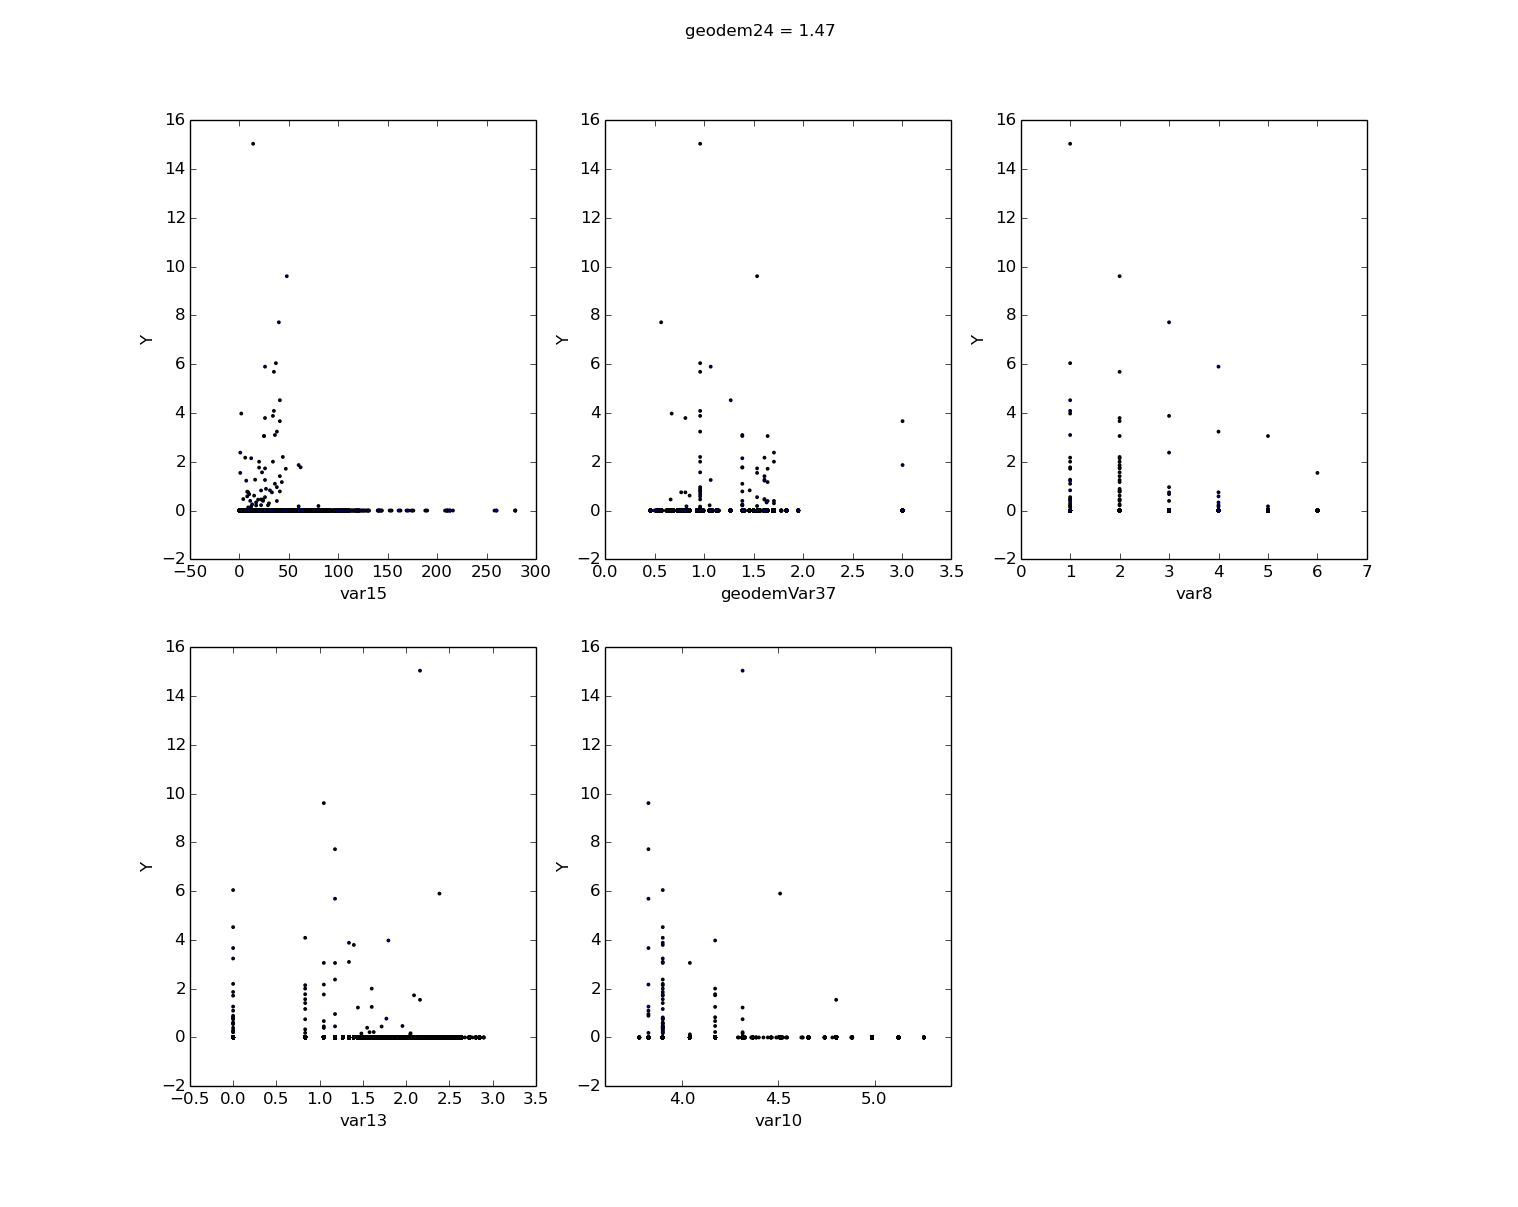 geodem24 = 1.47
16 16 16
14 14 14
12 12 12
10 10 10
8 8 8
6 6 6
Y Y Y
4 4 4
2 2 2
0 0 0
−2 −2 −2
−50 0 50 100 150 200 250 300 0.0 0.5 1.0 1.5 2.0 2.5 3.0 3.5 0 1 2 3 4 5 6 7
var15 geodemVar37 var8
16 16
14 14
12 12
10 10
8 8
6 6
Y Y
4 4
2 2
0 0
−2 −2
−0.5 0.0 0.5 1.0 1.5 2.0 2.5 3.0 3.5 4.0 4.5 5.0
var13 var10